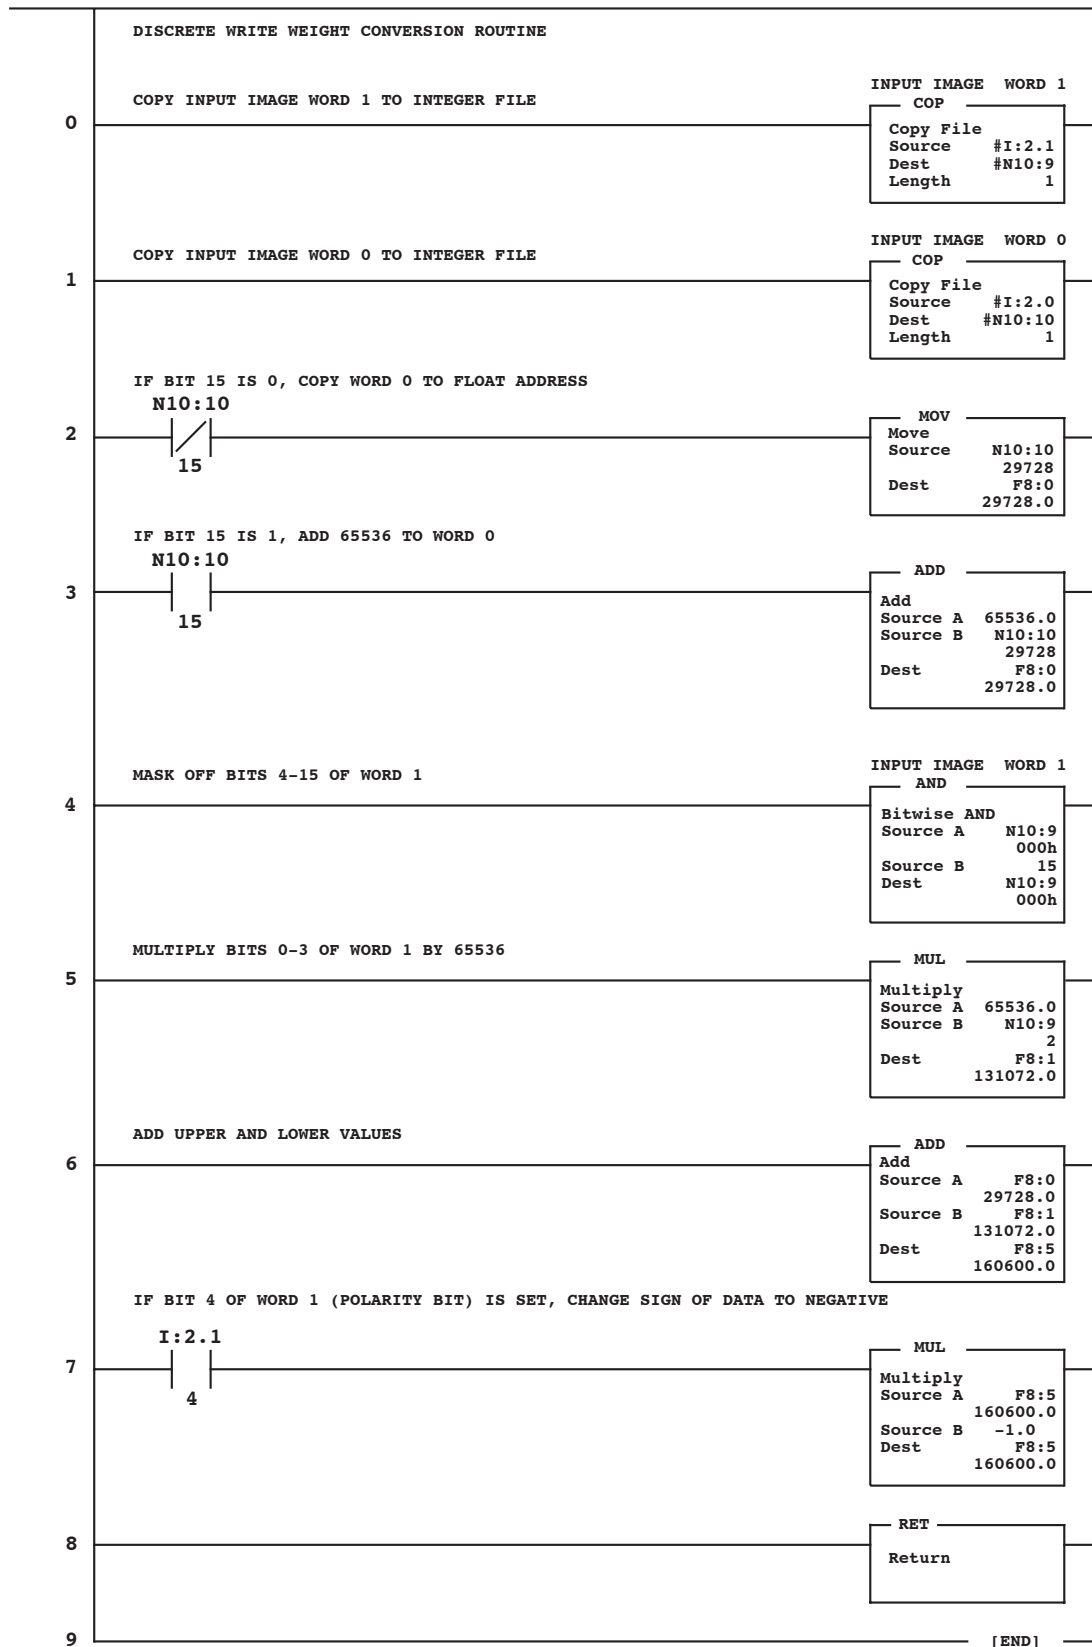 DISCRETE WRITE WEIGHT CONVERSION ROUTINE
INPUT IMAGE WORD 1
COPY INPUT IMAGE WORD 1 TO INTEGER FILE
COP
0
Copy File
Source #I:2.1
Dest #N10:9
Length 1
INPUT IMAGE WORD 0
COPY INPUT IMAGE WORD 0 TO INTEGER FILE
COP
1
Copy File
Source #I:2.0
Dest #N10:10
Length 1
IF BIT 15 IS 0, COPY WORD 0 TO FLOAT ADDRESS
N10:10
15
2
MOV
Move
Source N10:10
29728
Dest F8:0
29728.0
IF BIT 15 IS 1, ADD 65536 TO WORD 0
N10:10
15
3
ADD
Add
Source A 65536.0
Source B N10:10
29728
Dest F8:0
29728.0
INPUT IMAGE WORD 1
MASK OFF BITS 4-15 OF WORD 1
AND
4
Bitwise AND
Source A N10:9
000h
Source B 15
Dest N10:9
000h
MULTIPLY BITS 0-3 OF WORD 1 BY 65536
MUL
5
Multiply
Source A 65536.0
Source B N10:9
2
Dest F8:1
131072.0
ADD UPPER AND LOWER VALUES
ADD
6
Add
Source A F8:0
29728.0
Source B F8:1
131072.0
Dest F8:5
160600.0
IF BIT 4 OF WORD 1 (POLARITY BIT) IS SET, CHANGE SIGN OF DATA TO NEGATIVE
I:2.1
4
7
MUL
Multiply
Source A F8:5
160600.0
Source B -1.0
Dest F8:5
160600.0
RET
8
Return
9
[END]